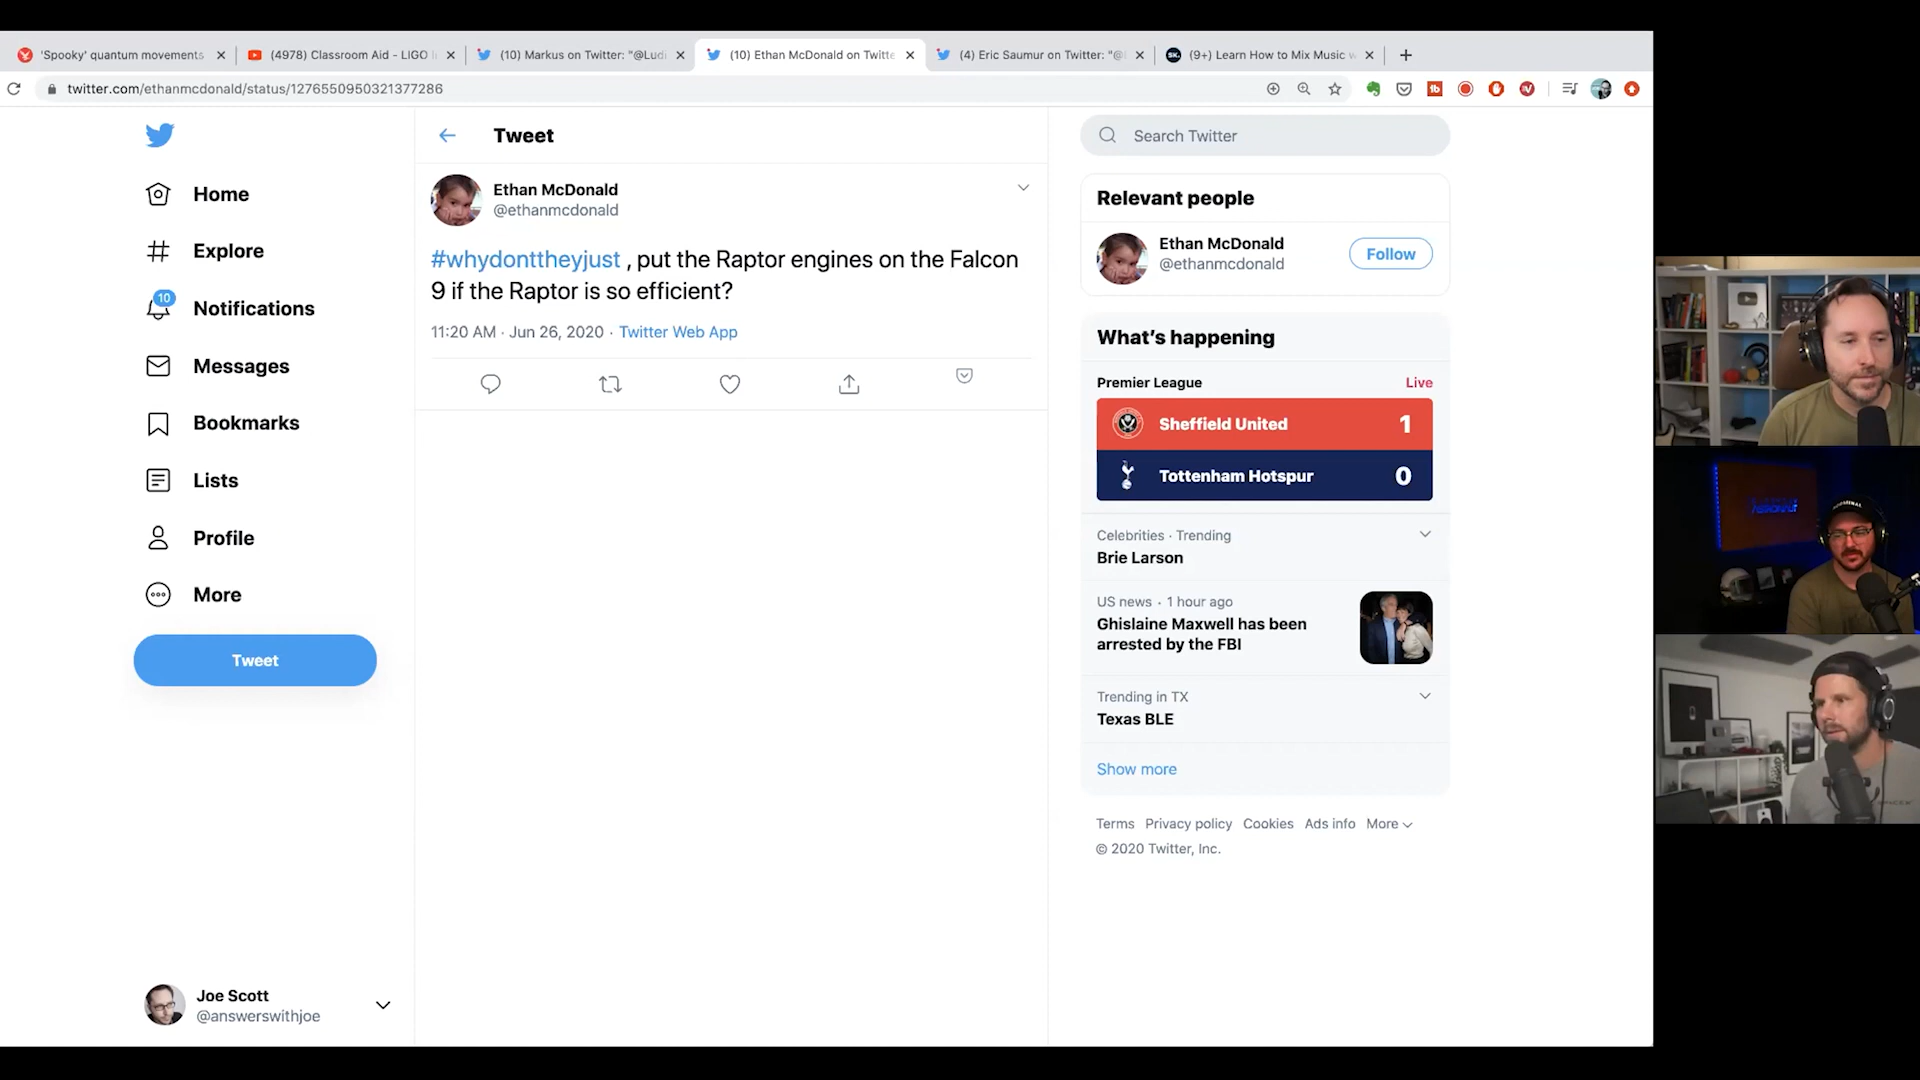 'Spooky' quantum movements
(4978) Classroom Aid - LIGO
(10) Markus on Twitter: "@Lud
(10) Ethan McDonald on Twitte
(4) Eric Saumur on Twitter: "@
(9+) Learn How to Mix Music w
twitter.com/ethanmcdonald/status/1276550950321377286
Home
Explore
10
Notifications
Messages
Bookmarks
Lists
Profile
More
Tweet
Joe Scott
@answerswithjoe
Tweet
Ethan McDonald
@ethanmcdonald
#whydonttheyjust , put the Raptor engines on the Falcon
9 if the Raptor is so efficient?
11:20 AM · Jun 26, 2020 · Twitter Web App
Search Twitter
Relevant people
Ethan McDonald
@ethanmcdonald
Follow
What's happening
Premier League
Live
Sheffield United 1
Tottenham Hotspur 0
Celebrities · Trending
Brie Larson
US news · 1 hour ago
Ghislaine Maxwell has been
arrested by the FBI
Trending in TX
Texas BLE
Show more
Terms Privacy policy Cookies Ads info More
© 2020 Twitter, Inc.